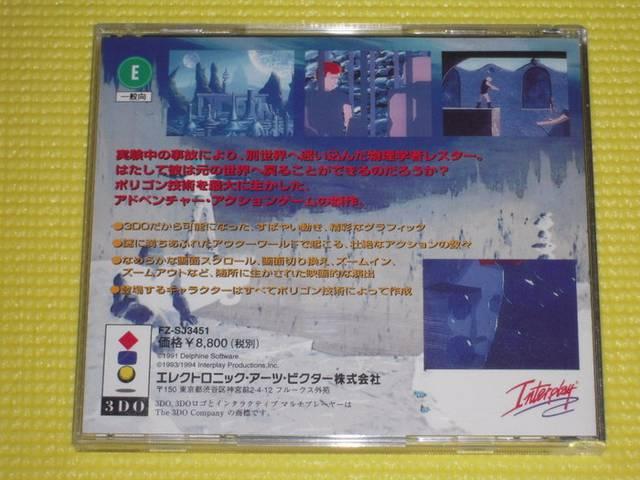 E
一般向
実験中の事故により、別世界へ迷い込んだ物理学者レスター。
はたして彼は元の世界へ戻ることができるのだろうか?
ポリゴン技術を最大に生かした、
アドベンチャー・アクションゲームの傑作。
●3DOだから可能になった、すばやい動き、精彩なグラフィック
●謎に満ちあふれたアウターワールドで起こる、壮絶なアクションの数々
●なめらかな画面スクロール、画面切り換え、ズームイン、
ズームアウトなど、随所に生かされた映画的な演出
●登場するキャラクターはすべてポリゴン技術によって作成
FZ-SJ3451
価格¥8,800(税別)
©1991 Delphine Software.
©1993/1994 Interplay Productions, Inc.
エレクトロニック・アーツ・ビクター株式会社
〒150 東京都渋谷区神宮前2-4-12 フルークス外苑
3DO, 3DOロゴとインタラクティブ マルチプレーヤーは
The 3DO Company の商標です。
3DO
Interplay